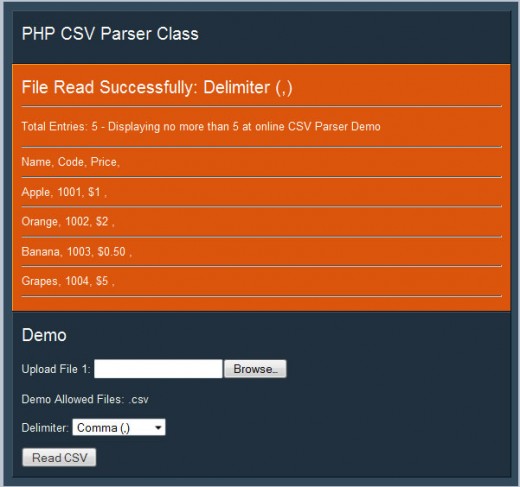 PHP CSV Parser Class
File Read Successfully: Delimiter (,)
Total Entries: 5 - Displaying no more than 5 at online CSV Parser Demo
Name, Code, Price,
Apple, 1001, $1 ,
Orange, 1002, $2 ,
Banana, 1003, $0.50 ,
Grapes, 1004, $5 ,
Demo
Upload File 1: Browse..
Demo Allowed Files: .csv
Delimiter: Comma (,)
Read CSV